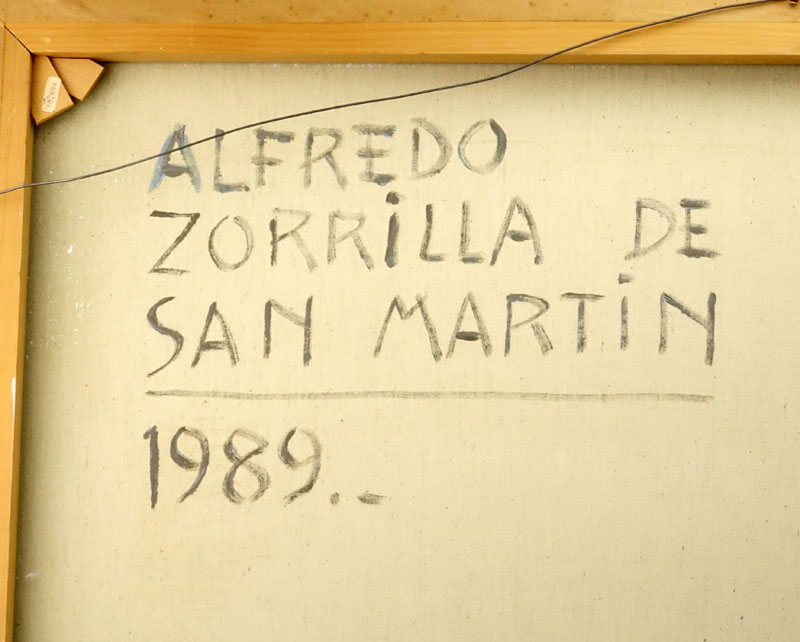 ALFREDO
ZORRiLLA DE
SAN MARTiN
1989.-